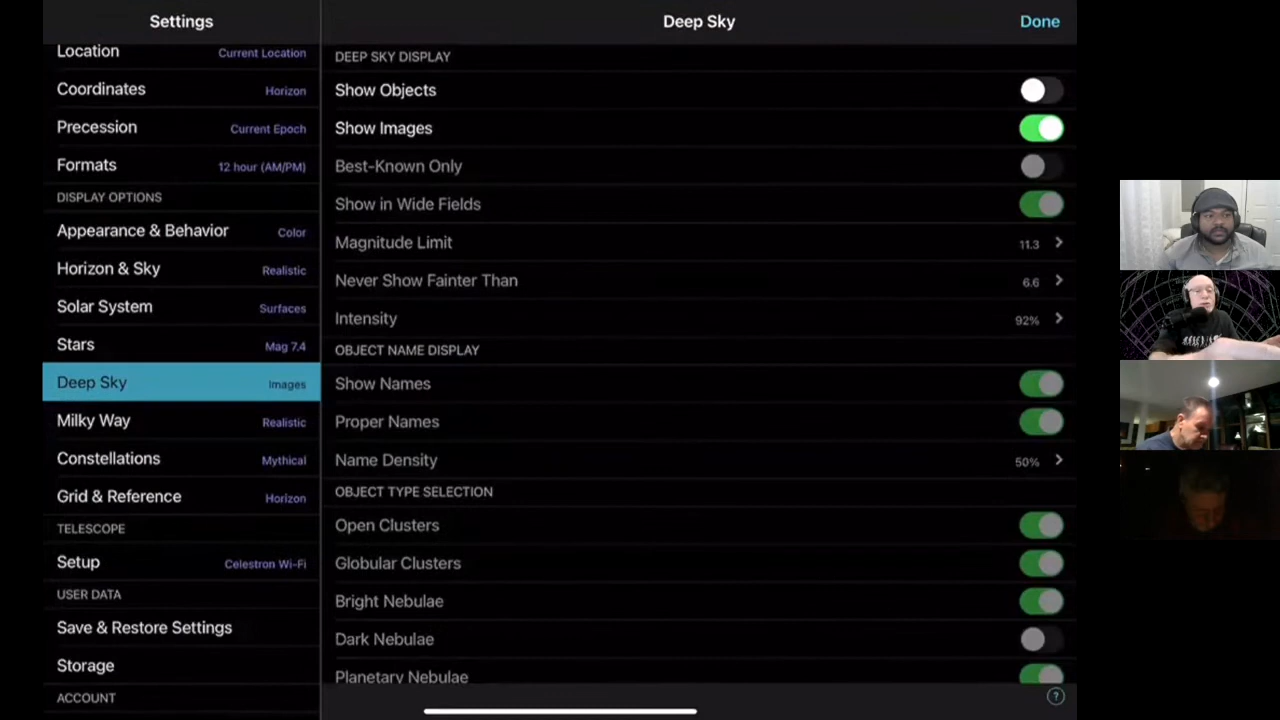 Settings
Deep Sky
Done
Location Current Location
Coordinates Horizon
Precession Current Epoch
Formats 12 hour (AM/PM)
DISPLAY OPTIONS
Appearance & Behavior Color
Horizon & Sky Realistic
Solar System Surfaces
Stars Mag 7.4
Deep Sky Images
Milky Way Realistic
Constellations Mythical
Grid & Reference Horizon
TELESCOPE
Setup Celestron Wi-Fi
USER DATA
Save & Restore Settings
Storage
ACCOUNT
DEEP SKY DISPLAY
Show Objects
Show Images
Best-Known Only
Show in Wide Fields
Magnitude Limit 11.3
Never Show Fainter Than 6.6
Intensity 92%
OBJECT NAME DISPLAY
Show Names
Proper Names
Name Density 50%
OBJECT TYPE SELECTION
Open Clusters
Globular Clusters
Bright Nebulae
Dark Nebulae
Planetary Nebulae
?